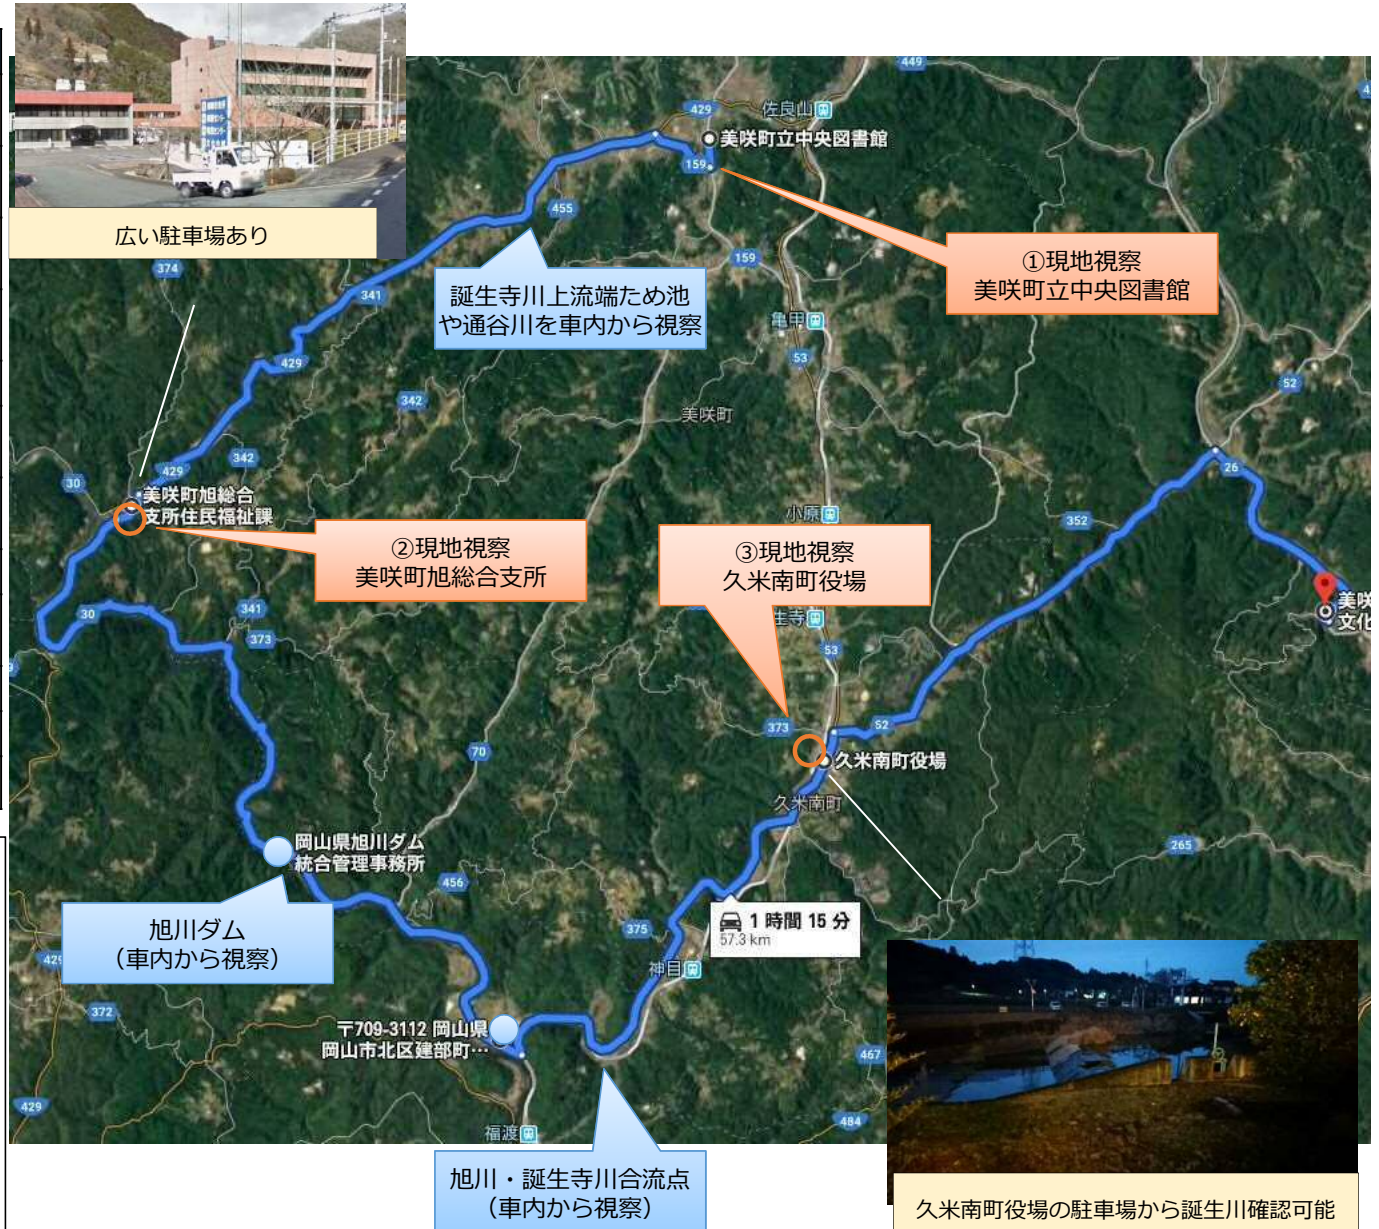 広い駐車場あり
449
佐良山
429
美咲町立中央図書館
159
455
①現地視察
美咲町立中央図書館
374
159
341
誕生寺川上流端ため池
や通谷川を車内から視察
亀甲
53
429
52
342
美咲町
26
429
342
30
美咲町旭総合
支所住民福祉課
小原
352
②現地視察
美咲町旭総合支所
③現地視察
久米南町役場
美咲
文化
30
341
373
生寺
53
373
52
70
久米南町役場
久米南町
岡山県旭川ダム
統合管理事務所
265
456
旭川ダム
（車内から視察）
1 時間 15 分
57.3 km
375
神目
429
372
〒709-3112 岡山県
岡山市北区建部町…
467
429
484
福渡
旭川・誕生寺川合流点
（車内から視察）
久米南町役場の駐車場から誕生川確認可能